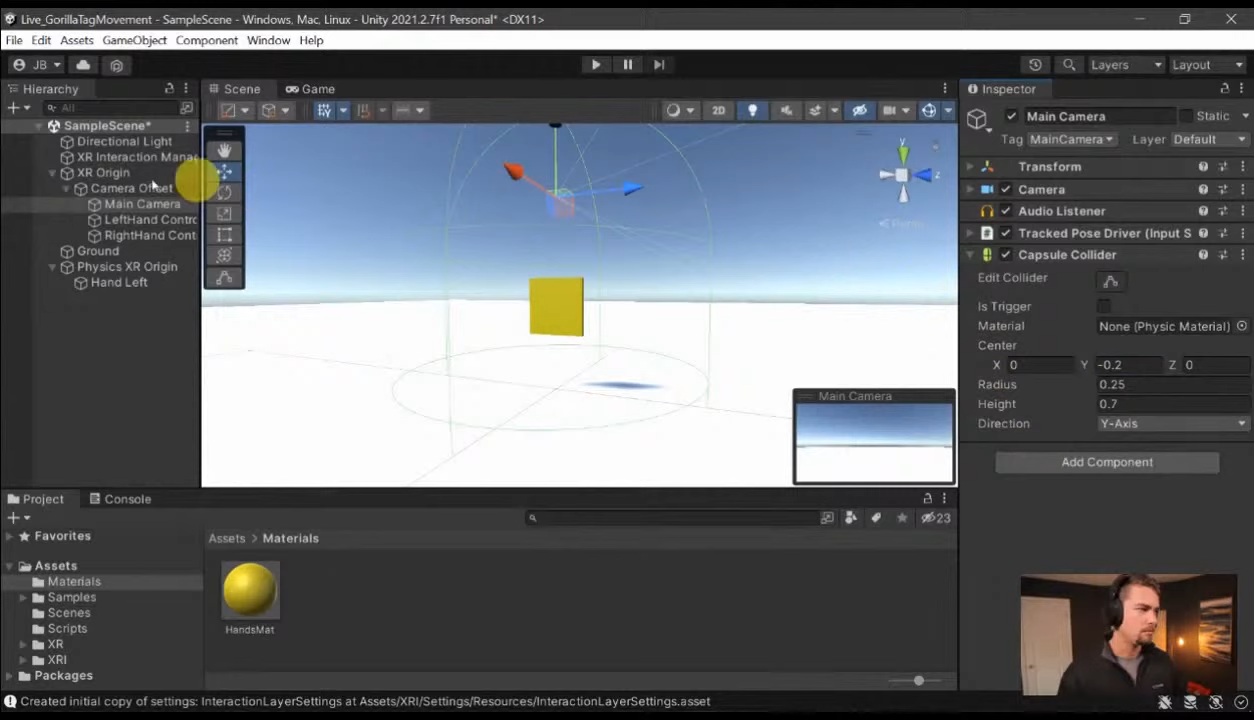 Live_GorillaTagMovement - SampleScene - Windows, Mac, Linux - Unity 2021.2.7f1 Personal* <DX11>
File Edit Assets GameObject Component Window Help
JB Layers Layout
Hierarchy Scene Game Inspector
All 2D
SampleScene*
Directional Light
XR Interaction Mana
XR Origin
Camera Offset
Main Camera
LeftHand Contro
RightHand Cont
Ground
Physics XR Origin
Hand Left
y
z
< Persp
Main Camera
Main Camera Static
Tag MainCamera Layer Default
Transform
Camera
Audio Listener
Tracked Pose Driver (Input S
Capsule Collider
Edit Collider
Is Trigger
Material None (Physic Material)
Center
X 0 Y -0.2 Z 0
Radius 0.25
Height 0.7
Direction Y-Axis
Add Component
Project Console
23
Favorites
Assets
Materials
Samples
Scenes
Scripts
XR
XRI
Packages
Assets > Materials
HandsMat
Created initial copy of settings: InteractionLayerSettings at Assets/XRI/Settings/Resources/InteractionLayerSettings.asset